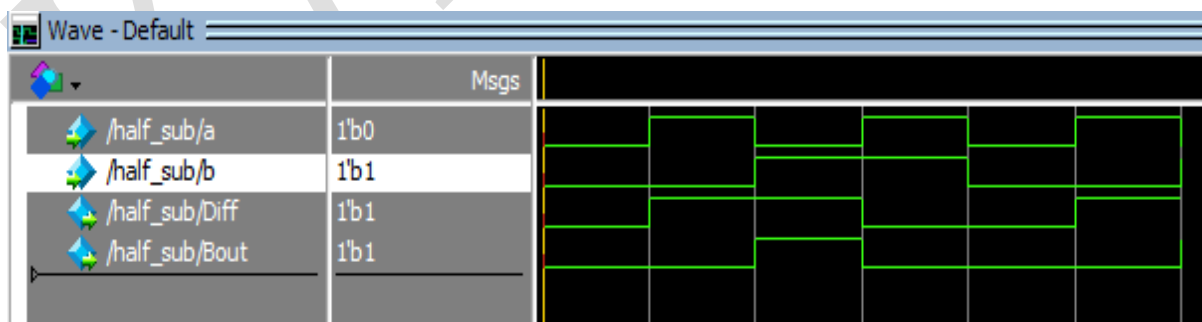 Wave - Default
Msgs
/half_sub/a 1'b0
/half_sub/b 1'b1
/half_sub/Diff 1'b1
/half_sub/Bout 1'b1